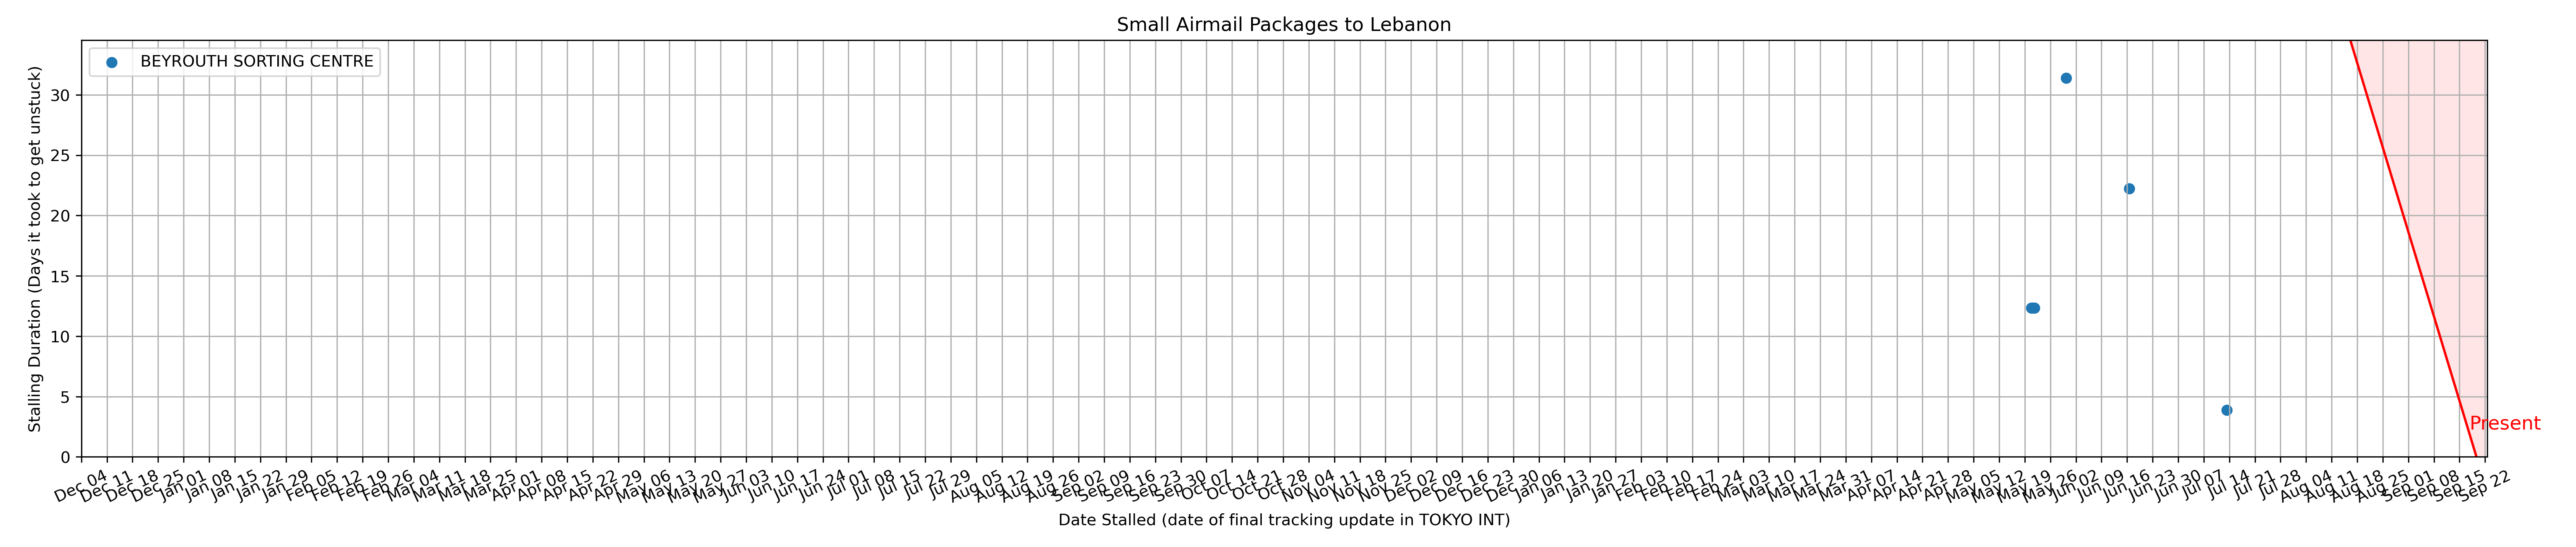 Small Airmail Packages to Lebanon
BEYROUTH SORTING CENTRE
Stalling Duration (Days it took to get unstuck)
30
25
20
15
10
5
0
Present
Dec 04 Dec 11 Dec 18 Dec 25 Jan 01 Jan 08 Jan 15 Jan 22 Jan 29 Feb 05 Feb 12 Feb 19 Feb 26 Mar 04 Mar 11 Mar 18 Mar 25 Apr 01 Apr 08 Apr 15 Apr 22 Apr 29 May 06 May 13 May 20 May 27 Jun 03 Jun 10 Jun 17 Jun 24 Jul 01 Jul 08 Jul 15 Jul 22 Jul 29 Aug 05 Aug 12 Aug 19 Aug 26 Sep 02 Sep 09 Sep 16 Sep 23 Sep 30 Oct 07 Oct 14 Oct 21 Oct 28 Nov 04 Nov 11 Nov 18 Nov 25 Dec 02 Dec 09 Dec 16 Dec 23 Dec 30 Jan 06 Jan 13 Jan 20 Jan 27 Feb 03 Feb 10 Feb 17 Feb 24 Mar 03 Mar 10 Mar 17 Mar 24 Mar 31 Apr 07 Apr 14 Apr 21 Apr 28 May 05 May 12 May 19 May 26 Jun 02 Jun 09 Jun 16 Jun 23 Jun 30 Jul 07 Jul 14 Jul 21 Jul 28 Aug 04 Aug 11 Aug 18 Aug 25 Sep 01 Sep 08 Sep 15 Sep 22
Date Stalled (date of final tracking update in TOKYO INT)